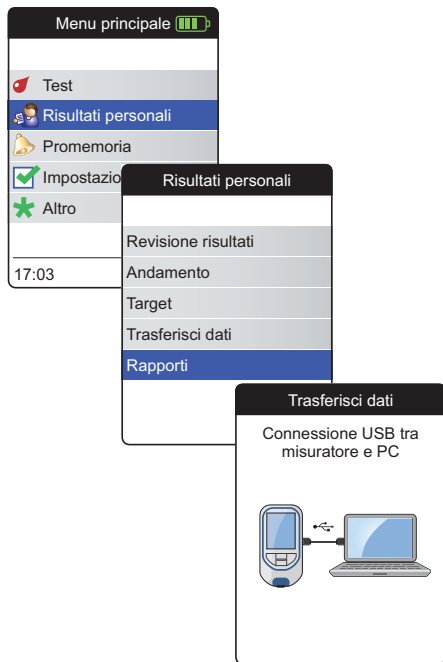 Menu principale
Test
Risultati personali
Promemoria
Impostazio
Altro
17:03
Risultati personali
Revisione risultati
Andamento
Target
Trasferisci dati
Rapporti
Trasferisci dati
Connessione USB tra
misuratore e PC